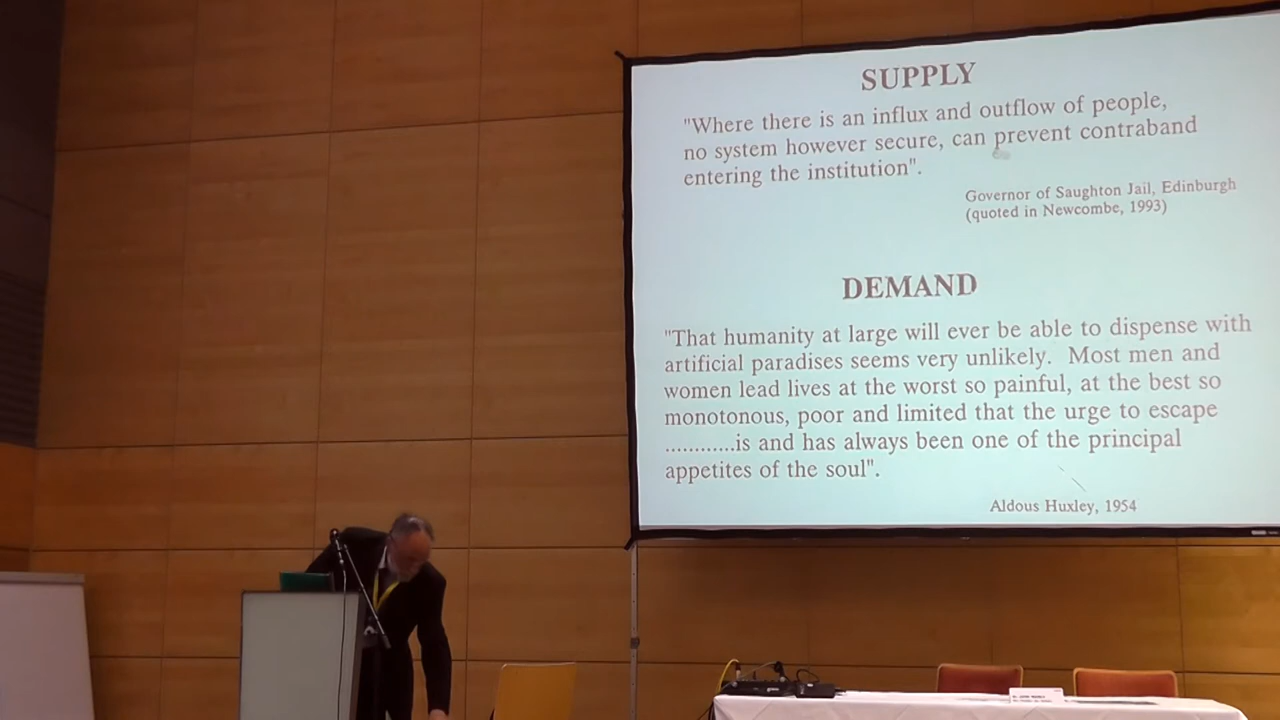 SUPPLY
"Where there is an influx and outflow of people,
no system however secure, can prevent contraband
entering the institution".
Governor of Saughton Jail, Edinburgh
(quoted in Newcombe, 1993)
DEMAND
"That humanity at large will ever be able to dispense with
artificial paradises seems very unlikely. Most men and
women lead lives at the worst so painful, at the best so
monotonous, poor and limited that the urge to escape
............is and has always been one of the principal
appetites of the soul".
Aldous Huxley, 1954